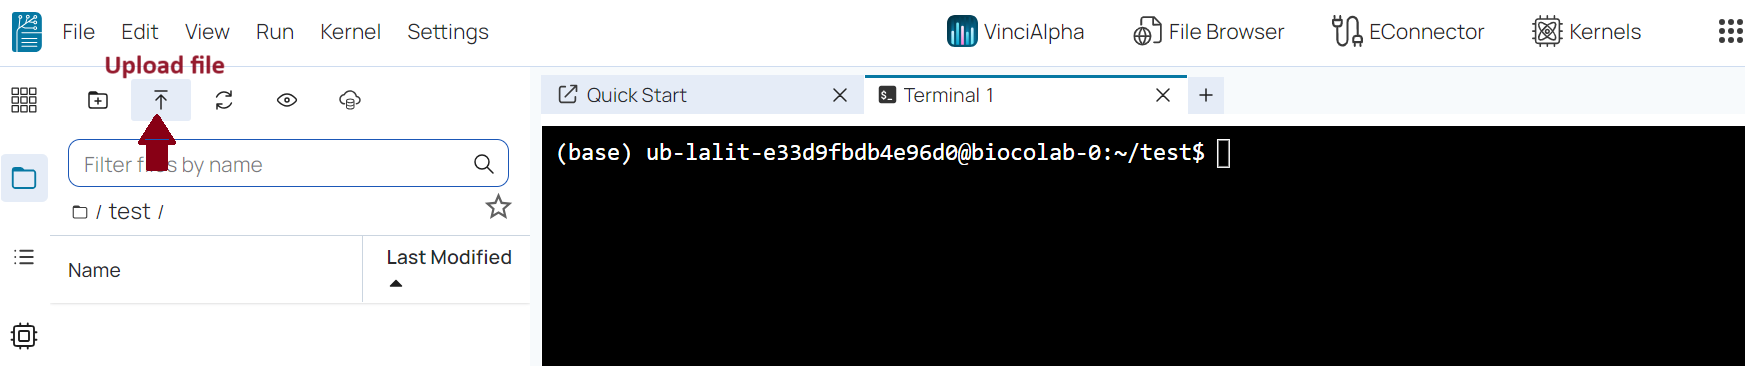 File Edit View Run Kernel Settings VinciAlpha File Browser EConnector Kernels
Upload file
Quick Start Terminal 1
(base) ub-lalit-e33d9fbdb4e96d0@biocolab-0:~/test$
Filter files by name
/ test /
Name Last Modified